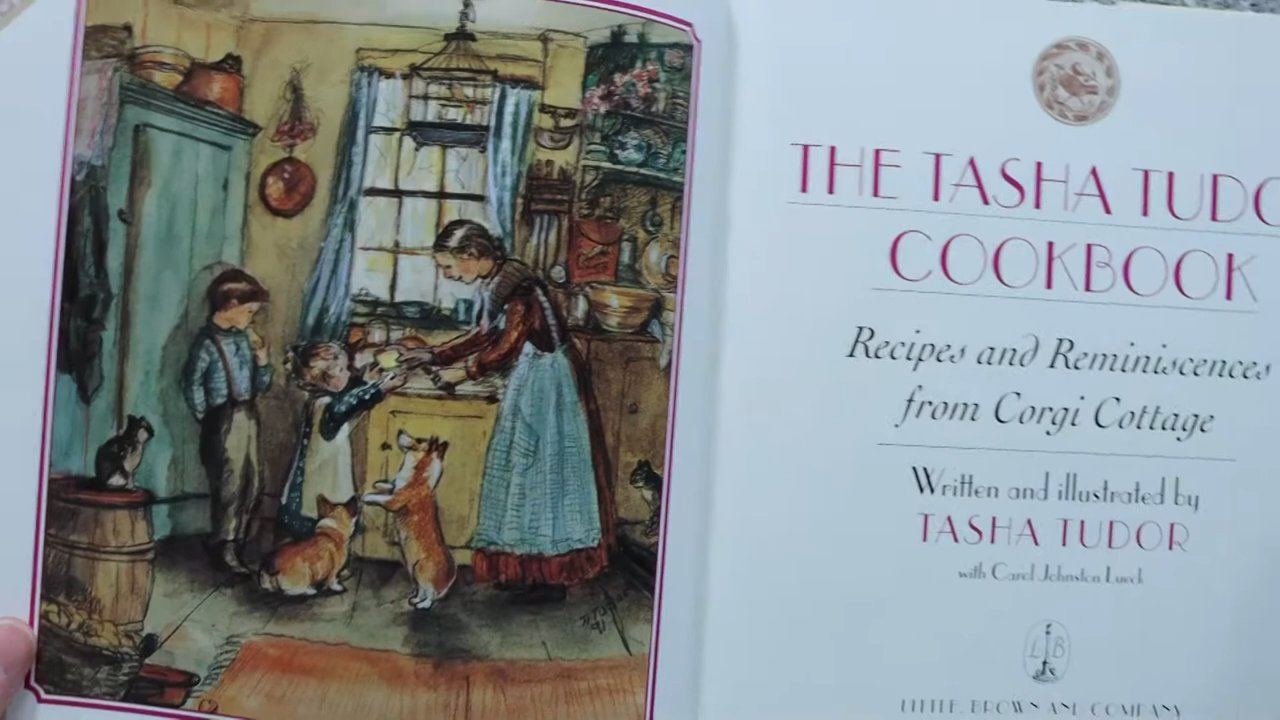 THE TASHA TUDO
COOKBOOK
Recipes and Reminiscences
from Corgi Cottage
Written and illustrated by
TASHA TUDOR
with Carol Johnston Lueck
L B
LITTLE, BROWN AND COMPANY